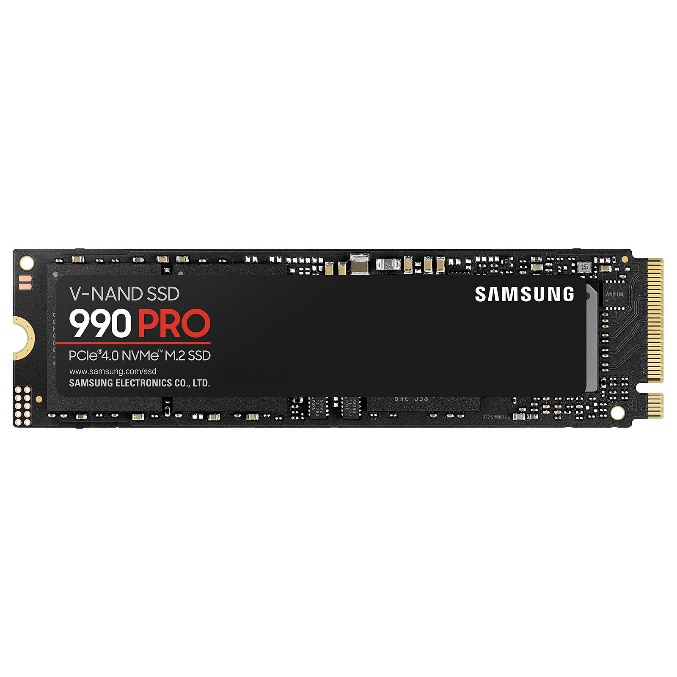 V-NAND SSD
SAMSUNG
990 PRO
PCIe®4.0 NVMe™ M.2 SSD
www.samsung.com/ssd
SAMSUNG ELECTRONICS CO., LTD.